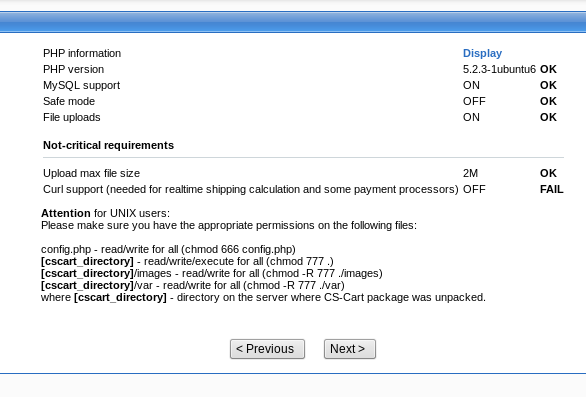 PHP information Display
PHP version 5.2.3-1ubuntu6 OK
MySQL support ON OK
Safe mode OFF OK
File uploads ON OK
Not-critical requirements
Upload max file size 2M OK
Curl support (needed for realtime shipping calculation and some payment processors) OFF FAIL
Attention for UNIX users:
Please make sure you have the appropriate permissions on the following files:
config.php - read/write for all (chmod 666 config.php)
[cscart_directory] - read/write/execute for all (chmod 777 .)
[cscart_directory]/images - read/write for all (chmod -R 777 ./images)
[cscart_directory]/var - read/write for all (chmod -R 777 ./var)
where [cscart_directory] - directory on the server where CS-Cart package was unpacked.
< Previous Next >